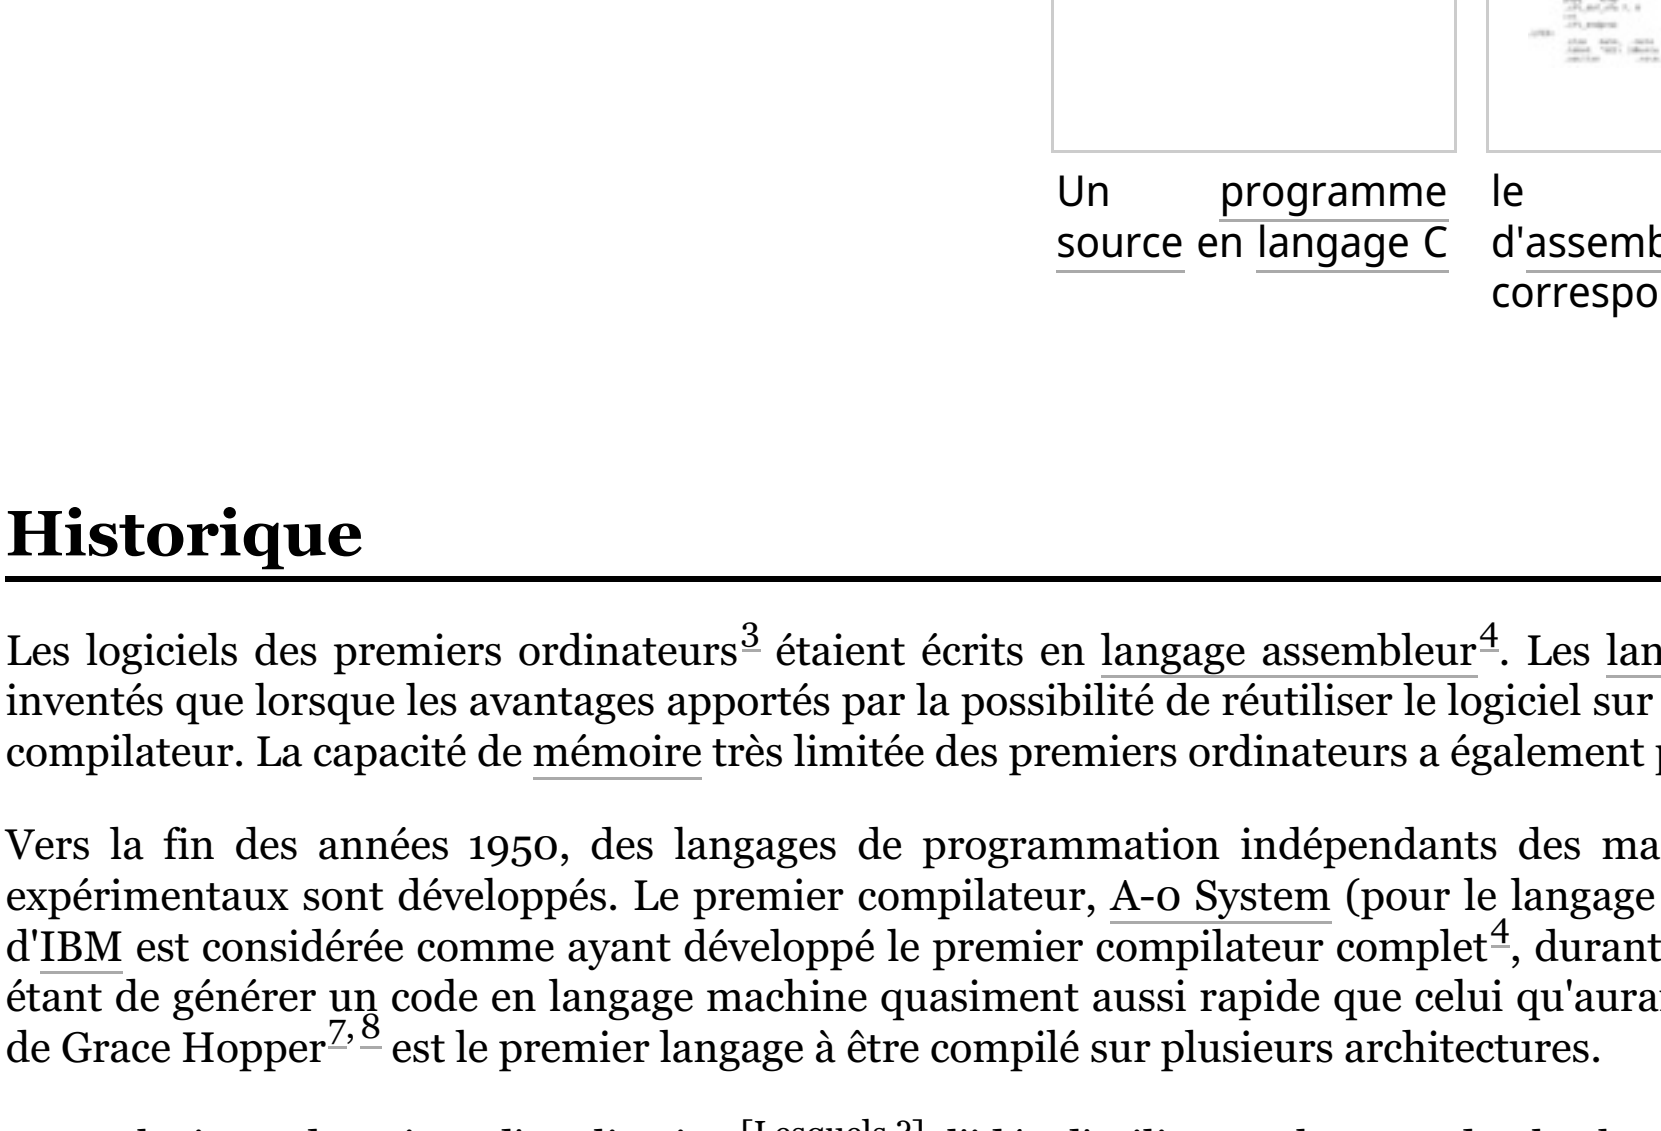 Un programme
source en langage C
le
d'assemb
correspo
Historique
Les logiciels des premiers ordinateurs3 étaient écrits en langage assembleur4. Les lan
inventés que lorsque les avantages apportés par la possibilité de réutiliser le logiciel sur
compilateur. La capacité de mémoire très limitée des premiers ordinateurs a également p
Vers la fin des années 1950, des langages de programmation indépendants des ma
expérimentaux sont développés. Le premier compilateur, A-0 System (pour le langage
d'IBM est considérée comme ayant développé le premier compilateur complet4, durant
étant de générer un code en langage machine quasiment aussi rapide que celui qu'aurai
de Grace Hopper7, 8 est le premier langage à être compilé sur plusieurs architectures.
[Lesquels ?]